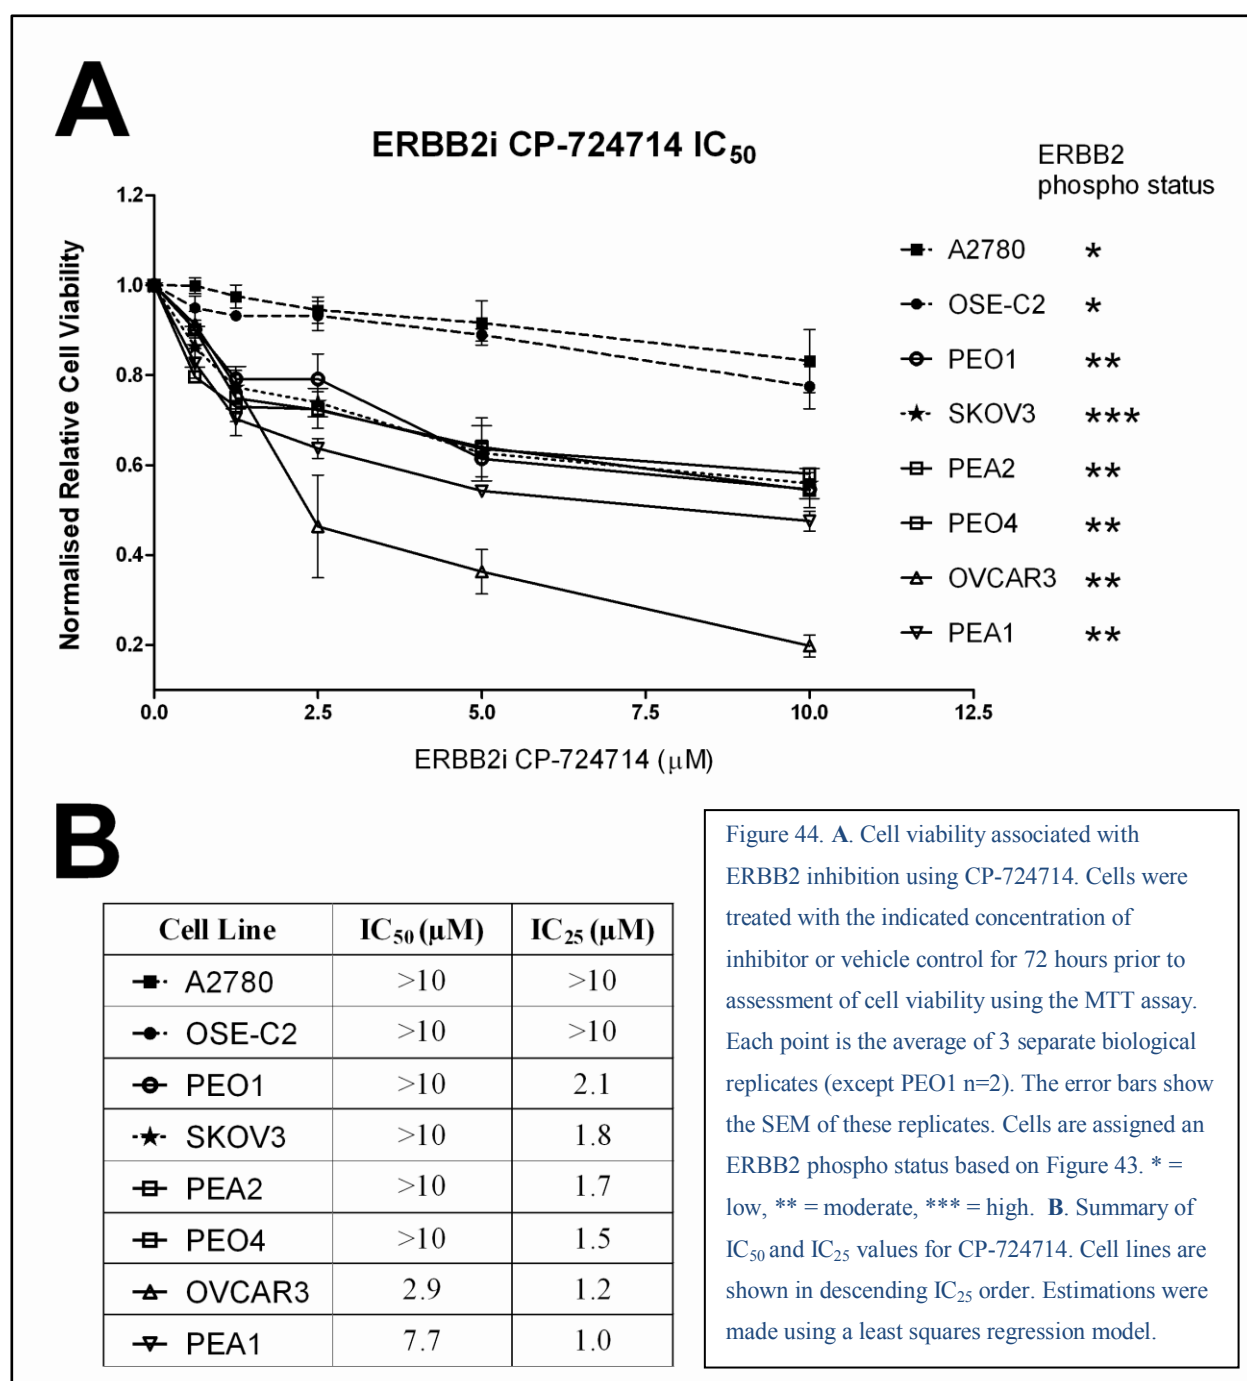 A
ERBB2i CP-724714 IC50
ERBB2
phospho status
Normalised Relative Cell Viability
1.2
1.0
0.8
0.6
0.4
0.2
0.0 2.5 5.0 7.5 10.0 12.5
ERBB2i CP-724714 (μM)
A2780 *
OSE-C2 *
PEO1 **
SKOV3 ***
PEA2 **
PEO4 **
OVCAR3 **
PEA1 **
B
Cell Line IC50 (μM) IC25 (μM)
A2780 >10 >10
OSE-C2 >10 >10
PEO1 >10 2.1
SKOV3 >10 1.8
PEA2 >10 1.7
PEO4 >10 1.5
OVCAR3 2.9 1.2
PEA1 7.7 1.0
Figure 44. A. Cell viability associated with
ERBB2 inhibition using CP-724714. Cells were
treated with the indicated concentration of
inhibitor or vehicle control for 72 hours prior to
assessment of cell viability using the MTT assay.
Each point is the average of 3 separate biological
replicates (except PEO1 n=2). The error bars show
the SEM of these replicates. Cells are assigned an
ERBB2 phospho status based on Figure 43. * =
low, ** = moderate, *** = high. B. Summary of
IC50 and IC25 values for CP-724714. Cell lines are
shown in descending IC25 order. Estimations were
made using a least squares regression model.